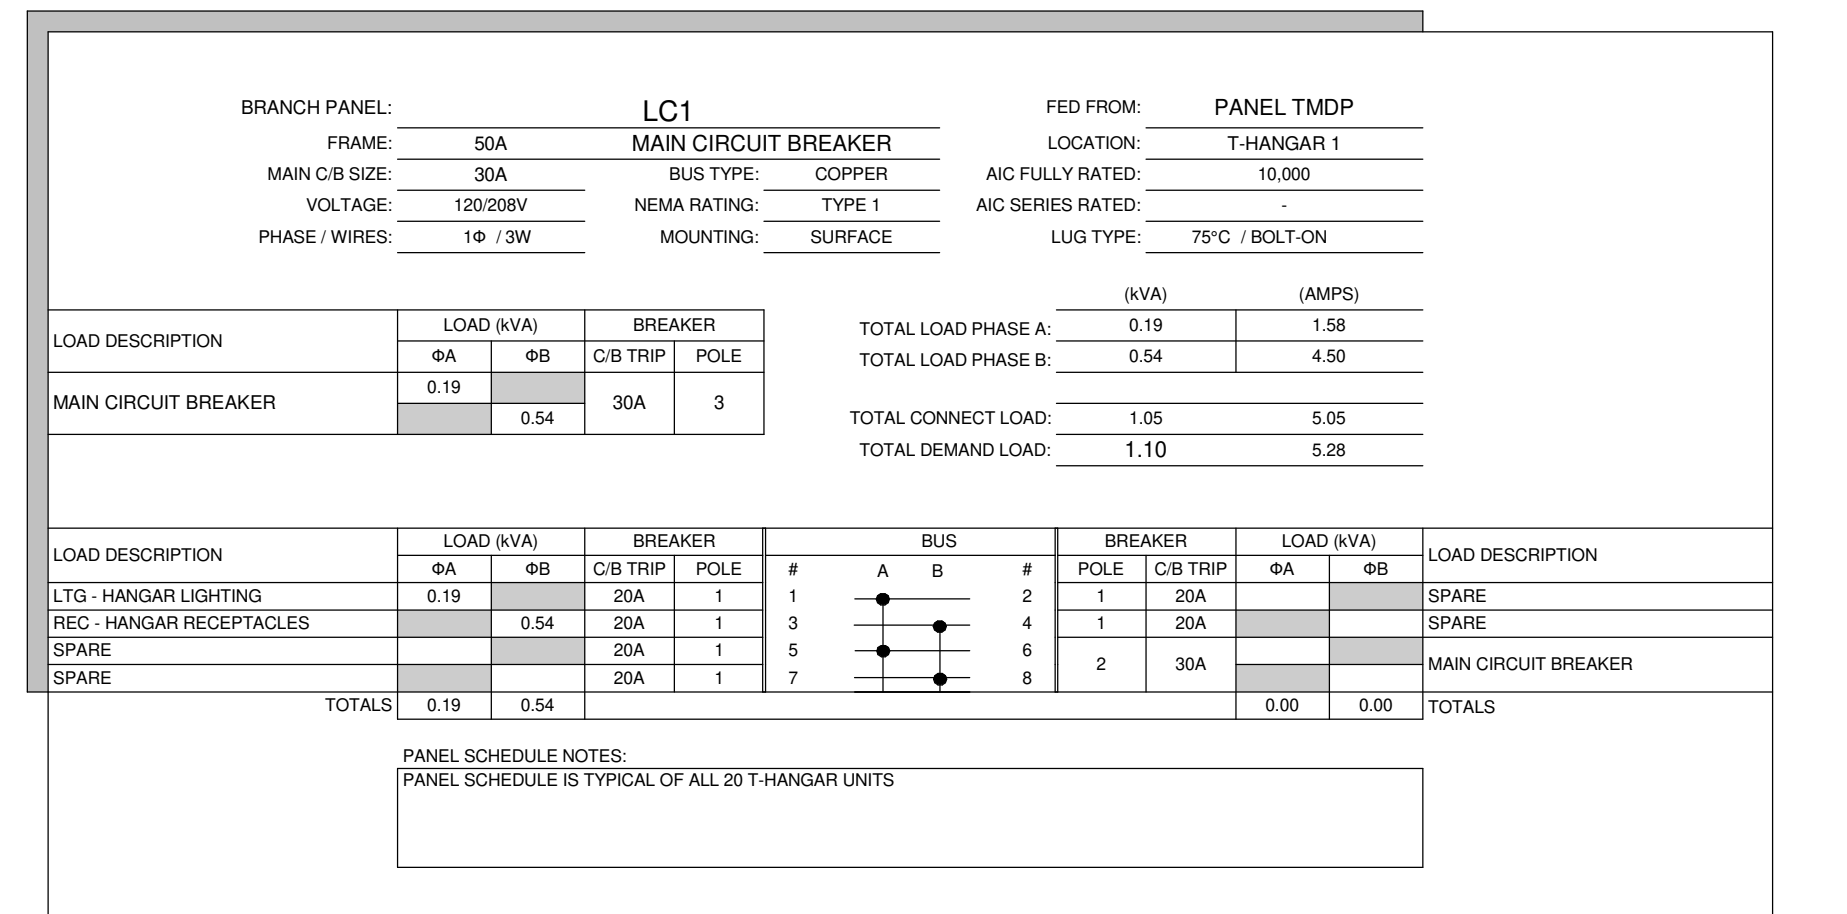 BRANCH PANEL: LC1 FED FROM: PANEL TMDP
FRAME: 50A MAIN CIRCUIT BREAKER LOCATION: T-HANGAR 1
MAIN C/B SIZE: 30A BUS TYPE: COPPER AIC FULLY RATED: 10,000
VOLTAGE: 120/208V NEMA RATING: TYPE 1 AIC SERIES RATED: -
PHASE / WIRES: 1Φ / 3W MOUNTING: SURFACE LUG TYPE: 75°C / BOLT-ON
(kVA) (AMPS)
LOAD DESCRIPTION LOAD (kVA) BREAKER
ΦA ΦB C/B TRIP POLE
MAIN CIRCUIT BREAKER 0.19 30A 3
0.54
TOTAL LOAD PHASE A: 0.19 1.58
TOTAL LOAD PHASE B: 0.54 4.50
TOTAL CONNECT LOAD: 1.05 5.05
TOTAL DEMAND LOAD: 1.10 5.28
LOAD DESCRIPTION LOAD (kVA) BREAKER BUS BREAKER LOAD (kVA) LOAD DESCRIPTION
ΦA ΦB C/B TRIP POLE # A B # POLE C/B TRIP ΦA ΦB
LTG - HANGAR LIGHTING 0.19 20A 1 1 2 1 20A SPARE
REC - HANGAR RECEPTACLES 0.54 20A 1 3 4 1 20A SPARE
SPARE 20A 1 5 6 2 30A MAIN CIRCUIT BREAKER
SPARE 20A 1 7 8
TOTALS 0.19 0.54 0.00 0.00 TOTALS
PANEL SCHEDULE NOTES:
PANEL SCHEDULE IS TYPICAL OF ALL 20 T-HANGAR UNITS